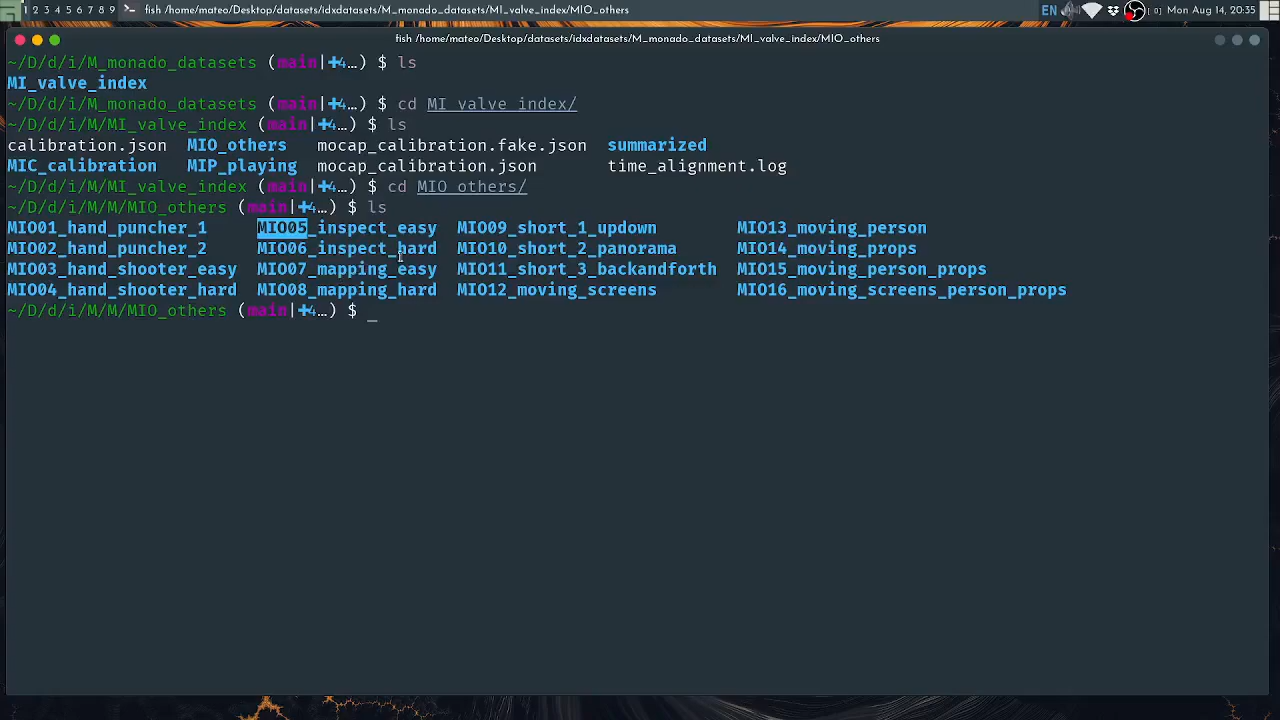 1 2 3 4 5 6 7 8 9 fish /home/mateo/Desktop/datasets/idxdatasets/M_monado_datasets/MI_valve_index/MIO_others EN [0] Mon Aug 14, 20:35
fish /home/mateo/Desktop/datasets/idxdatasets/M_monado_datasets/MI_valve_index/MIO_others
~/D/d/i/M_monado_datasets (main|✚4…) $ ls
MI_valve_index
~/D/d/i/M_monado_datasets (main|✚4…) $ cd MI_valve_index/
~/D/d/i/M/MI_valve_index (main|✚4…) $ ls
calibration.json MIO_others mocap_calibration.fake.json summarized
MIC_calibration MIP_playing mocap_calibration.json time_alignment.log
~/D/d/i/M/MI_valve_index (main|✚4…) $ cd MIO_others/
~/D/d/i/M/M/MIO_others (main|✚4…) $ ls
MIO01_hand_puncher_1 MIO05_inspect_easy MIO09_short_1_updown MIO13_moving_person
MIO02_hand_puncher_2 MIO06_inspect_hard MIO10_short_2_panorama MIO14_moving_props
MIO03_hand_shooter_easy MIO07_mapping_easy MIO11_short_3_backandforth MIO15_moving_person_props
MIO04_hand_shooter_hard MIO08_mapping_hard MIO12_moving_screens MIO16_moving_screens_person_props
~/D/d/i/M/M/MIO_others (main|✚4…) $ _